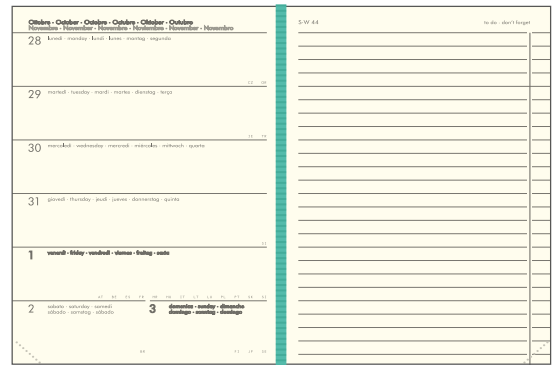 Ottobre • October • Octobre • October • Oktober • Outubro
Novembre • November • Novembre • Noviembre • November • Novembro
28 lunedì · monday · lundi · lunes · montag · segunda
29 martedì · tuesday · mardi · martes · dienstag · terça
30 mercoledì · wednesday · mercredi · miércoles · mittwoch · quarta
31 giovedì · thursday · jeudi · jueves · donnerstag · quinta
1 venerdì • friday • vendredi • viernes • freitag • sexta
2 sabato · saturday · samedi
sábado · samstag · sábado
3 domenica • sunday • dimanche
domingo • sonntag • domingo
S-W 44
to do - don't forget